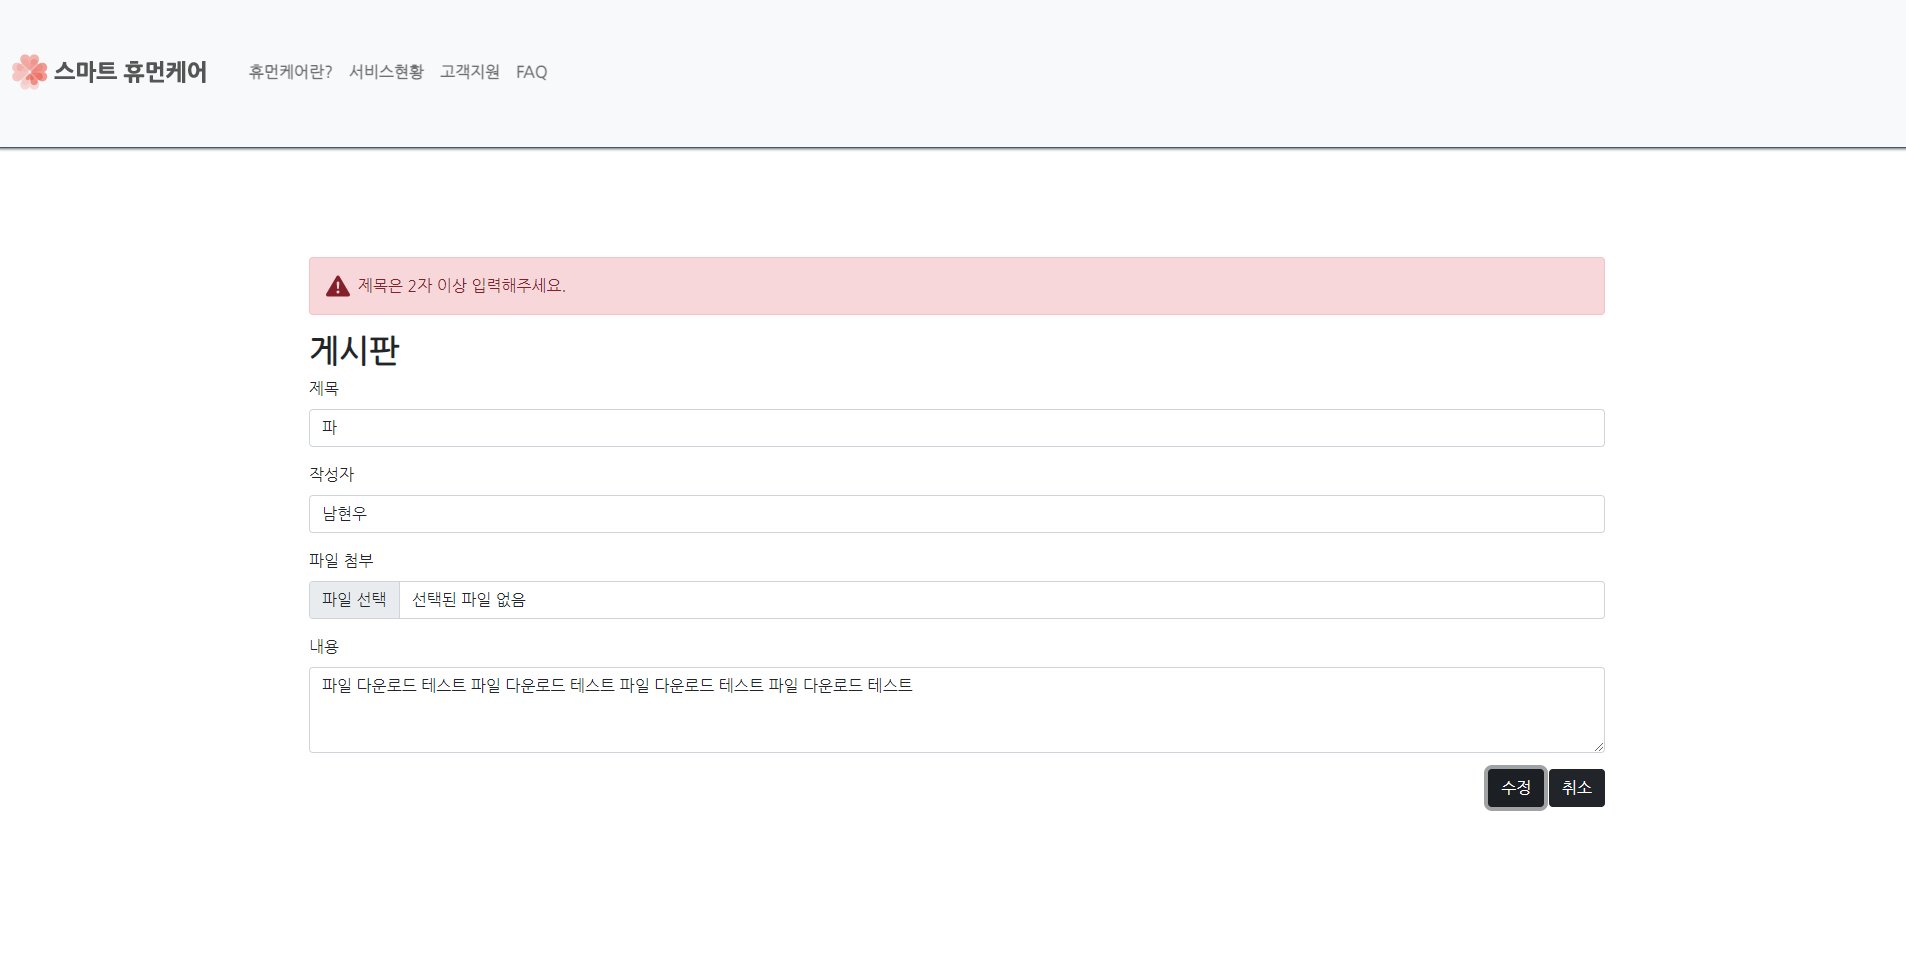 스마트 휴먼케어 휴먼케어란? 서비스현황 고객지원 FAQ
제목은 2자 이상 입력해주세요.
게시판
제목
파
작성자
남현우
파일 첨부
파일 선택 선택된 파일 없음
내용
파일 다운로드 테스트 파일 다운로드 테스트 파일 다운로드 테스트 파일 다운로드 테스트
수정 취소